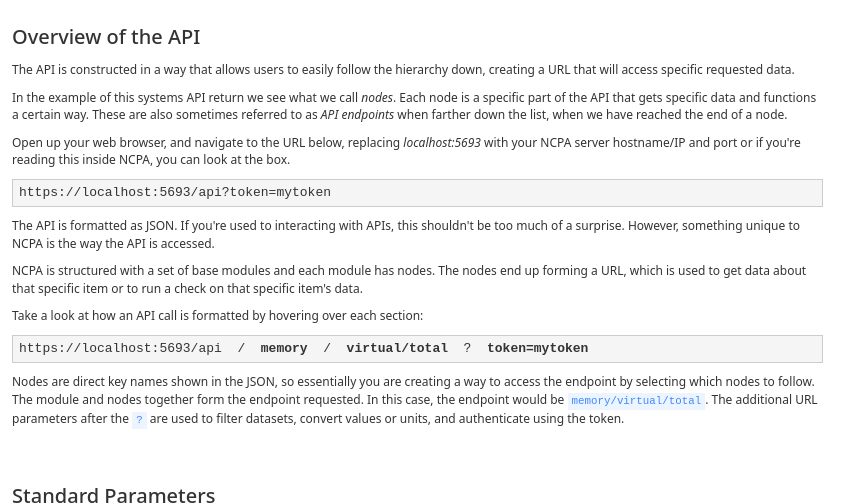 Overview of the API
The API is constructed in a way that allows users to easily follow the hierarchy down, creating a URL that will access specific requested data.
In the example of this systems API return we see what we call nodes. Each node is a specific part of the API that gets specific data and functions
a certain way. These are also sometimes referred to as API endpoints when farther down the list, when we have reached the end of a node.
Open up your web browser, and navigate to the URL below, replacing localhost:5693 with your NCPA server hostname/IP and port or if you're
reading this inside NCPA, you can look at the box.
https://localhost:5693/api?token=mytoken
The API is formatted as JSON. If you're used to interacting with APIs, this shouldn't be too much of a surprise. However, something unique to
NCPA is the way the API is accessed.
NCPA is structured with a set of base modules and each module has nodes. The nodes end up forming a URL, which is used to get data about
that specific item or to run a check on that specific item's data.
Take a look at how an API call is formatted by hovering over each section:
https://localhost:5693/api / memory / virtual/total ? token=mytoken
Nodes are direct key names shown in the JSON, so essentially you are creating a way to access the endpoint by selecting which nodes to follow.
The module and nodes together form the endpoint requested. In this case, the endpoint would be memory/virtual/total. The additional URL
parameters after the ? are used to filter datasets, convert values or units, and authenticate using the token.
Standard Parameters